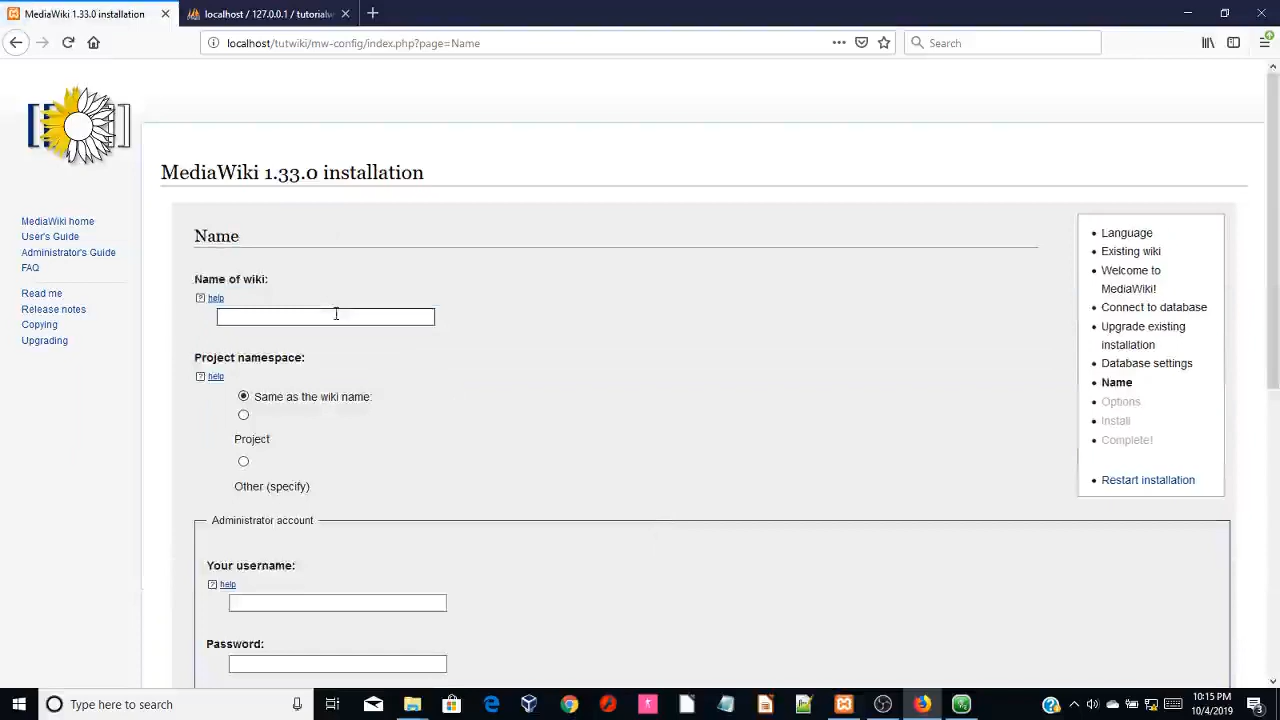 MediaWiki 1.33.0 installation
localhost / 127.0.0.1 / tutorialw
localhost/tutwiki/mw-config/index.php?page=Name
Search
MediaWiki home
User's Guide
Administrator's Guide
FAQ
Read me
Release notes
Copying
Upgrading
MediaWiki 1.33.0 installation
Name
Name of wiki:
help
Project namespace:
help
Same as the wiki name:
Project
Other (specify)
Administrator account
Your username:
help
Password:
Language
Existing wiki
Welcome to
MediaWiki!
Connect to database
Upgrade existing
installation
Database settings
Name
Options
Install
Complete!
Restart installation
Type here to search
10:15 PM
10/4/2019
3